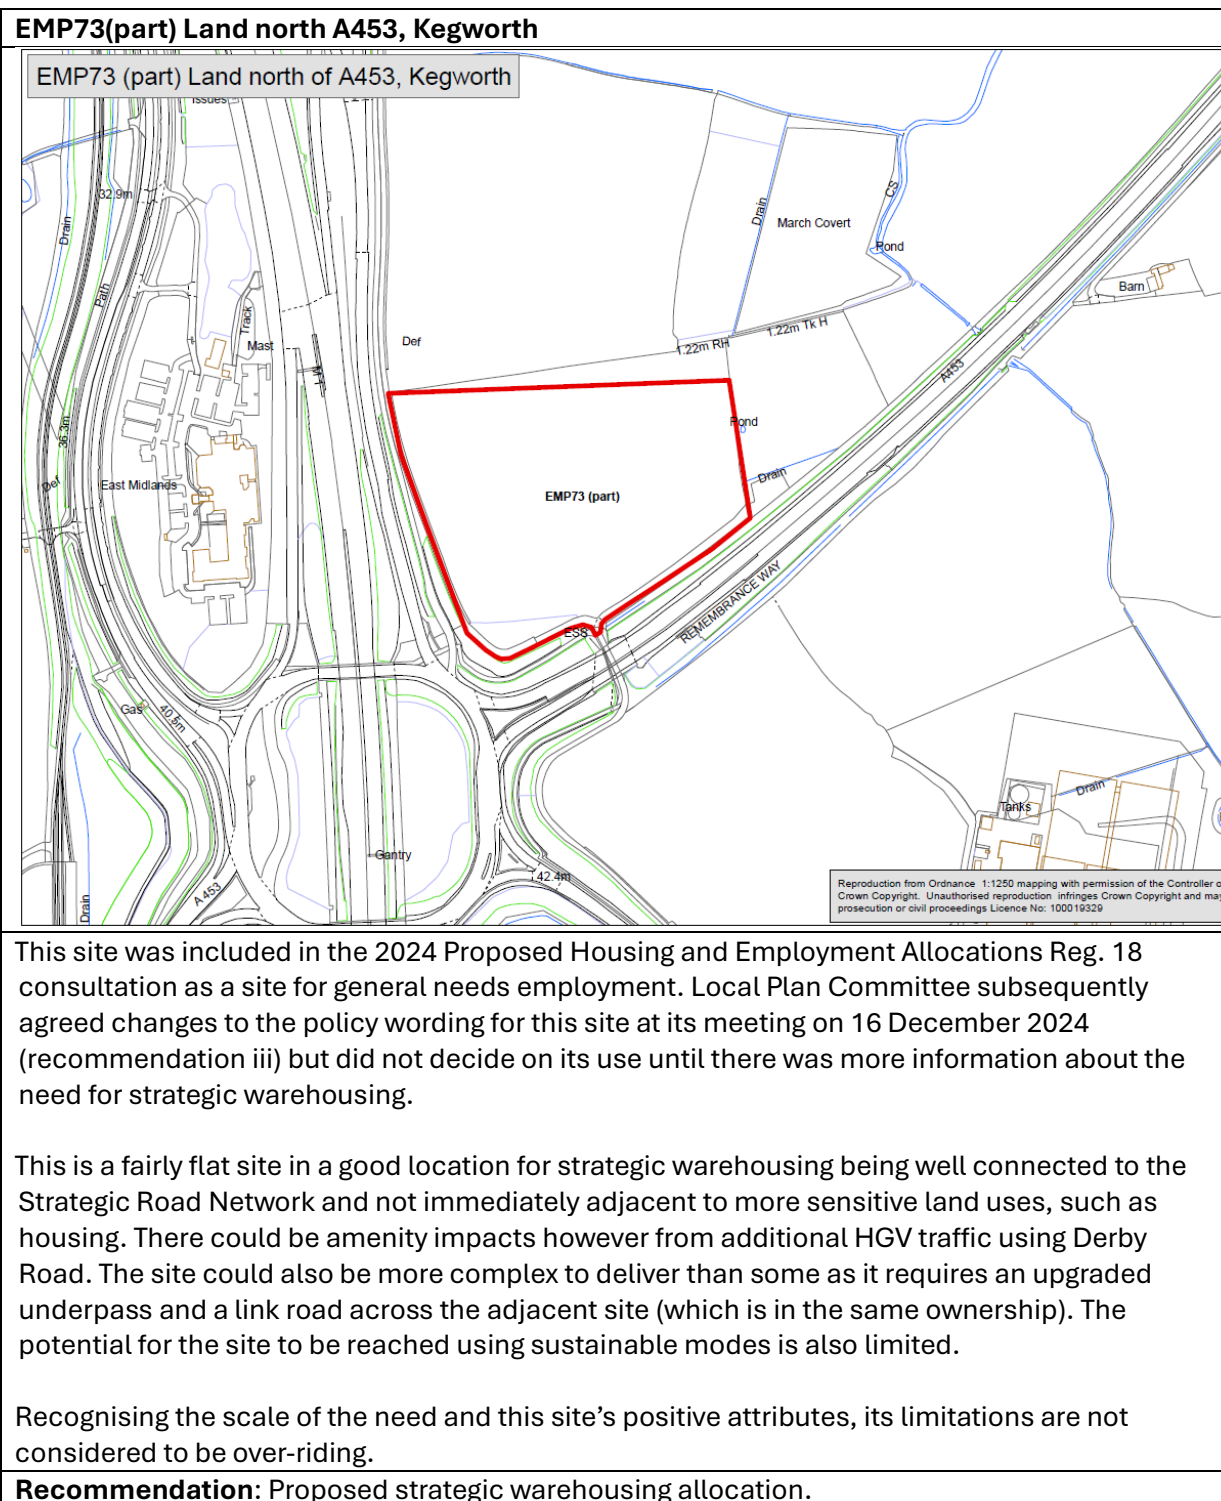 EMP73(part) Land north A453, Kegworth
EMP73 (part) Land north of A453, Kegworth
Issues
32.9m
Drain
Path
Track
Mast
Def
Drain
March Covert
CS
Pond
Barn
1.22m RH
1.22m Tk H
A453
36.3m
Def
East Midlands
Pond
Drain
EMP73 (part)
REMEMBRANCE WAY
ESS
Gas
40.5m
Tanks
Drain
Gantry
42.4m
A 453
Drain
Reproduction from Ordnance 1:1250 mapping with permission of the Controller o
Crown Copyright. Unauthorised reproduction infringes Crown Copyright and may
prosecution or civil proceedings Licence No: 100019329
This site was included in the 2024 Proposed Housing and Employment Allocations Reg. 18
consultation as a site for general needs employment. Local Plan Committee subsequently
agreed changes to the policy wording for this site at its meeting on 16 December 2024
(recommendation iii) but did not decide on its use until there was more information about the
need for strategic warehousing.
This is a fairly flat site in a good location for strategic warehousing being well connected to the
Strategic Road Network and not immediately adjacent to more sensitive land uses, such as
housing. There could be amenity impacts however from additional HGV traffic using Derby
Road. The site could also be more complex to deliver than some as it requires an upgraded
underpass and a link road across the adjacent site (which is in the same ownership). The
potential for the site to be reached using sustainable modes is also limited.
Recognising the scale of the need and this site’s positive attributes, its limitations are not
considered to be over-riding.
Recommendation: Proposed strategic warehousing allocation.